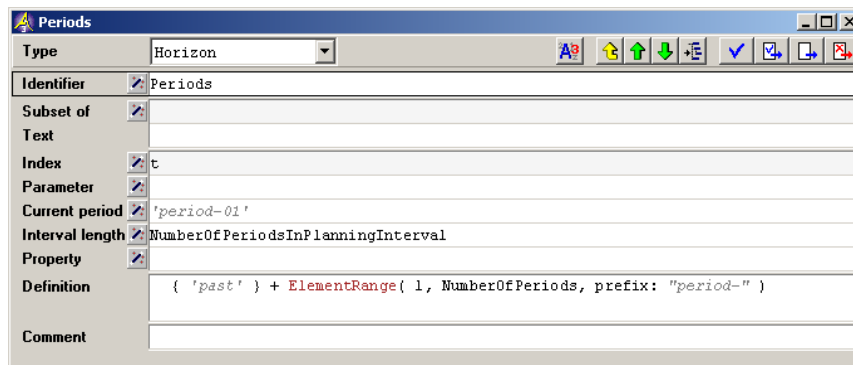 Periods
Type Horizon
Identifier Periods
Subset of
Text
Index t
Parameter
Current period 'period-01'
Interval length NumberOfPeriodsInPlanningInterval
Property
Definition { 'past' } + ElementRange( 1, NumberOfPeriods, prefix: "period-" )
Comment